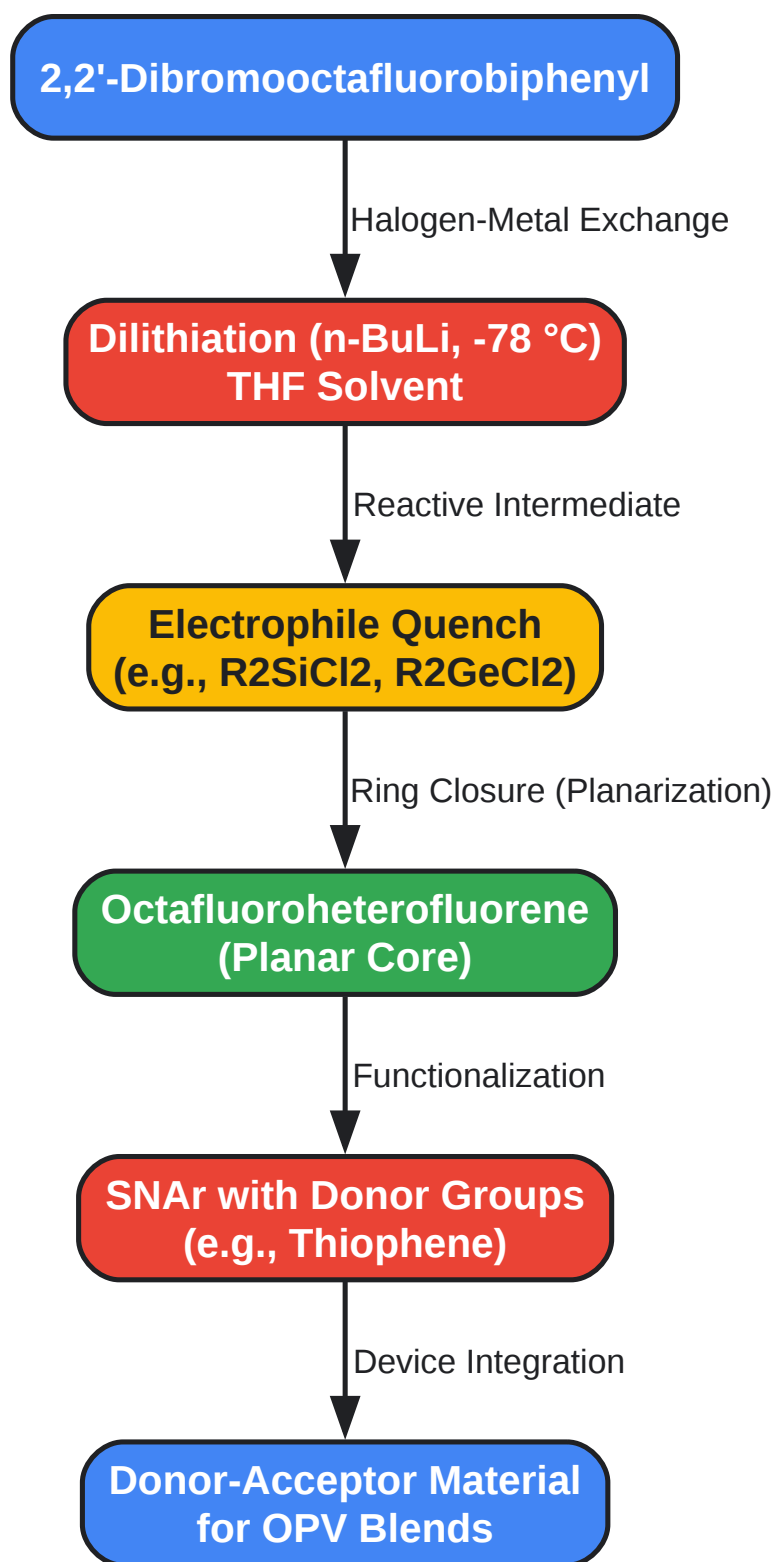 2,2'-Dibromooctafluorobiphenyl
Halogen-Metal Exchange
Dilithiation (n-BuLi, -78 °C)
THF Solvent
Reactive Intermediate
Electrophile Quench
(e.g., R2SiCl2, R2GeCl2)
Ring Closure (Planarization)
Octafluoroheterofluorene
(Planar Core)
Functionalization
SNAr with Donor Groups
(e.g., Thiophene)
Device Integration
Donor-Acceptor Material
for OPV Blends